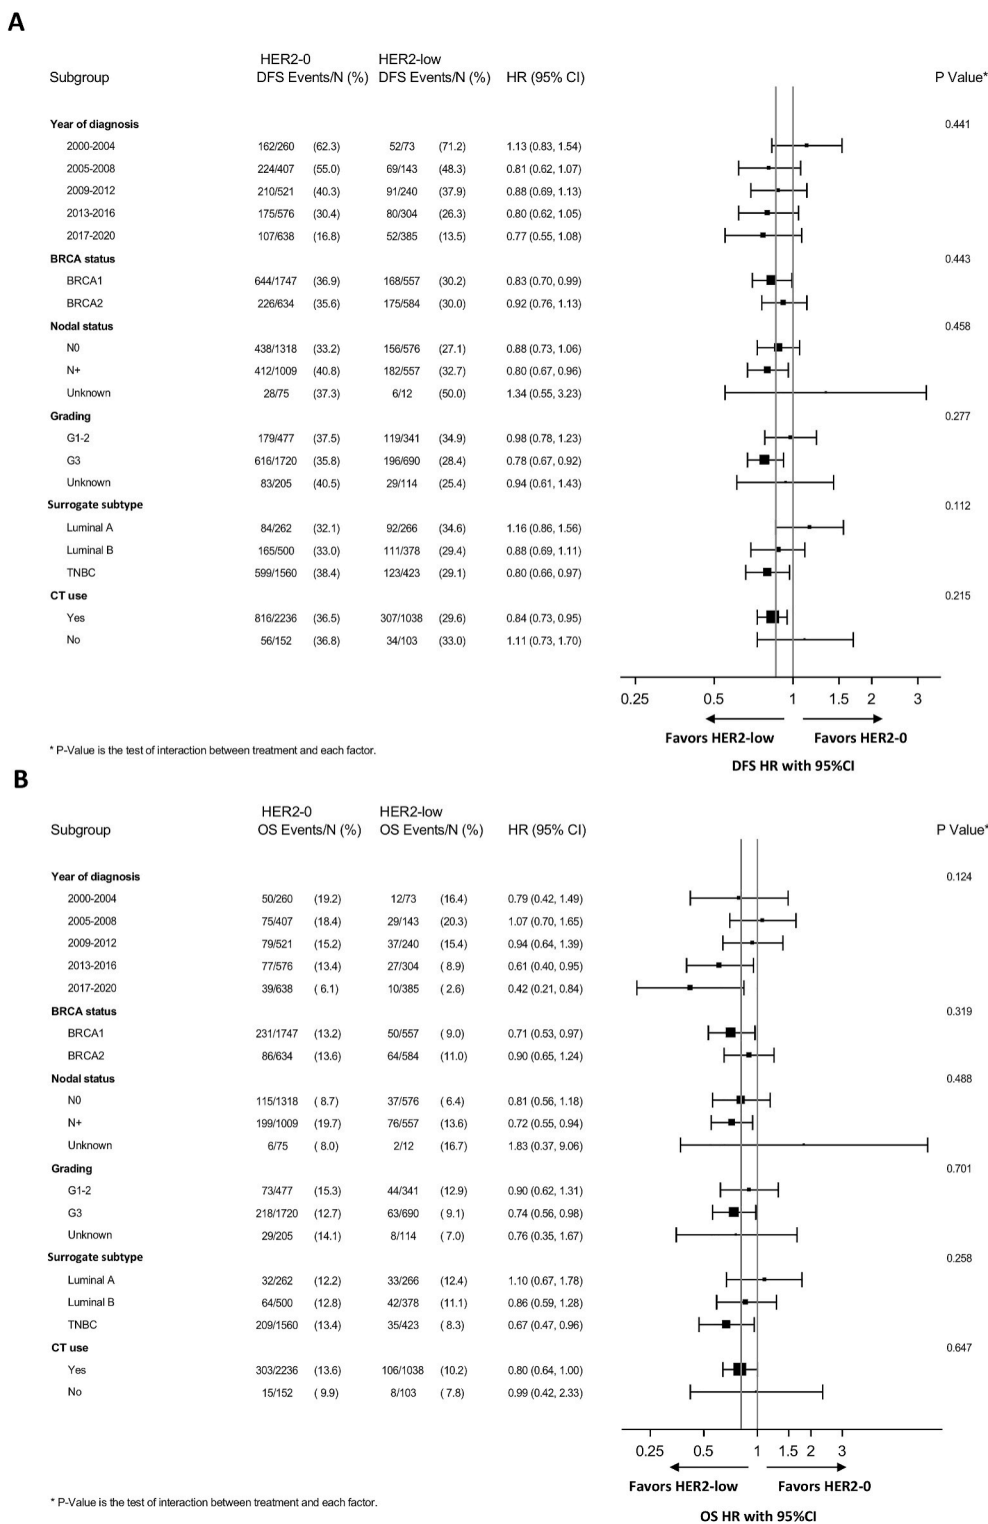 A
HER2-0 HER2-low
Subgroup DFS Events/N (%) DFS Events/N (%) HR (95% CI) P Value*
Year of diagnosis 0.441
2000-2004 162/260 (62.3) 52/73 (71.2) 1.13 (0.83, 1.54)
2005-2008 224/407 (55.0) 69/143 (48.3) 0.81 (0.62, 1.07)
2009-2012 210/521 (40.3) 91/240 (37.9) 0.88 (0.69, 1.13)
2013-2016 175/576 (30.4) 80/304 (26.3) 0.80 (0.62, 1.05)
2017-2020 107/638 (16.8) 52/385 (13.5) 0.77 (0.55, 1.08)
BRCA status 0.443
BRCA1 644/1747 (36.9) 168/557 (30.2) 0.83 (0.70, 0.99)
BRCA2 226/634 (35.6) 175/584 (30.0) 0.92 (0.76, 1.13)
Nodal status 0.458
N0 438/1318 (33.2) 156/576 (27.1) 0.88 (0.73, 1.06)
N+ 412/1009 (40.8) 182/557 (32.7) 0.80 (0.67, 0.96)
Unknown 28/75 (37.3) 6/12 (50.0) 1.34 (0.55, 3.23)
Grading 0.277
G1-2 179/477 (37.5) 119/341 (34.9) 0.98 (0.78, 1.23)
G3 616/1720 (35.8) 196/690 (28.4) 0.78 (0.67, 0.92)
Unknown 83/205 (40.5) 29/114 (25.4) 0.94 (0.61, 1.43)
Surrogate subtype 0.112
Luminal A 84/262 (32.1) 92/266 (34.6) 1.16 (0.86, 1.56)
Luminal B 165/500 (33.0) 111/378 (29.4) 0.88 (0.69, 1.11)
TNBC 599/1560 (38.4) 123/423 (29.1) 0.80 (0.66, 0.97)
CT use 0.215
Yes 816/2236 (36.5) 307/1038 (29.6) 0.84 (0.73, 0.95)
No 56/152 (36.8) 34/103 (33.0) 1.11 (0.73, 1.70)
0.25 0.5 1 1.5 2 3
Favors HER2-low Favors HER2-0
* P-Value is the test of interaction between treatment and each factor.
DFS HR with 95%CI
B
HER2-0 HER2-low
Subgroup OS Events/N (%) OS Events/N (%) HR (95% CI) P Value*
Year of diagnosis 0.124
2000-2004 50/260 (19.2) 12/73 (16.4) 0.79 (0.42, 1.49)
2005-2008 75/407 (18.4) 29/143 (20.3) 1.07 (0.70, 1.65)
2009-2012 79/521 (15.2) 37/240 (15.4) 0.94 (0.64, 1.39)
2013-2016 77/576 (13.4) 27/304 ( 8.9) 0.61 (0.40, 0.95)
2017-2020 39/638 ( 6.1) 10/385 ( 2.6) 0.42 (0.21, 0.84)
BRCA status 0.319
BRCA1 231/1747 (13.2) 50/557 ( 9.0) 0.71 (0.53, 0.97)
BRCA2 86/634 (13.6) 64/584 (11.0) 0.90 (0.65, 1.24)
Nodal status 0.488
N0 115/1318 ( 8.7) 37/576 ( 6.4) 0.81 (0.56, 1.18)
N+ 199/1009 (19.7) 76/557 (13.6) 0.72 (0.55, 0.94)
Unknown 6/75 ( 8.0) 2/12 (16.7) 1.83 (0.37, 9.06)
Grading 0.701
G1-2 73/477 (15.3) 44/341 (12.9) 0.90 (0.62, 1.31)
G3 218/1720 (12.7) 63/690 ( 9.1) 0.74 (0.56, 0.98)
Unknown 29/205 (14.1) 8/114 ( 7.0) 0.76 (0.35, 1.67)
Surrogate subtype 0.258
Luminal A 32/262 (12.2) 33/266 (12.4) 1.10 (0.67, 1.78)
Luminal B 64/500 (12.8) 42/378 (11.1) 0.86 (0.59, 1.28)
TNBC 209/1560 (13.4) 35/423 ( 8.3) 0.67 (0.47, 0.96)
CT use 0.647
Yes 303/2236 (13.6) 106/1038 (10.2) 0.80 (0.64, 1.00)
No 15/152 ( 9.9) 8/103 ( 7.8) 0.99 (0.42, 2.33)
0.25 0.5 1 1.5 2 3
Favors HER2-low Favors HER2-0
* P-Value is the test of interaction between treatment and each factor.
OS HR with 95%CI